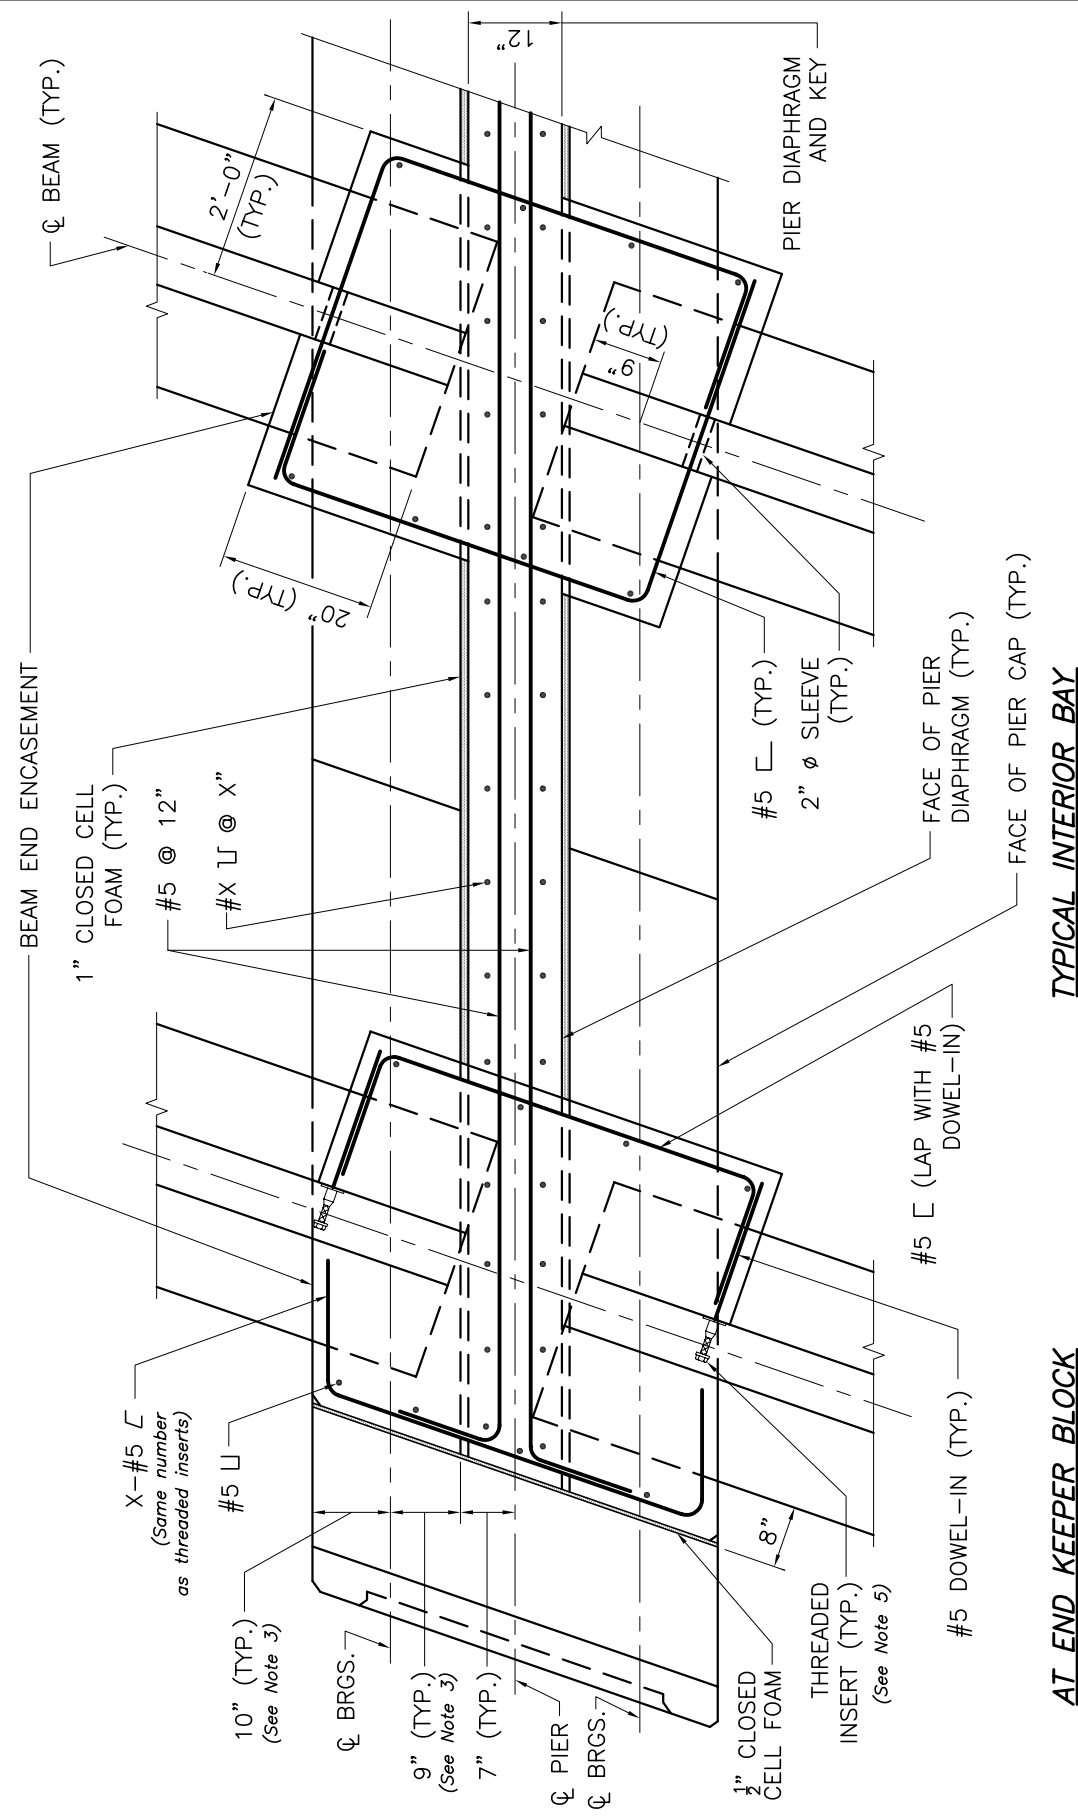 BEAM END ENCASEMENT
1" CLOSED CELL
FOAM (TYP.)
#5 @ 12"
#X ⊔ @ X"
℄ BEAM (TYP.)
2'-0"
(TYP.)
12"
20" (TYP.)
9"
(TYP.)
PIER DIAPHRAGM
AND KEY
X-#5 ⊏
(Same number
as threaded inserts)
#5 ⊔
10" (TYP.)
(See Note 3)
℄ BRGS.
9" (TYP.)
(See Note 3)
7" (TYP.)
℄ PIER
℄ BRGS.
½" CLOSED
CELL FOAM
8"
THREADED
INSERT (TYP.)
(See Note 5)
#5 DOWEL-IN (TYP.)
#5 ⊏ (LAP WITH #5
DOWEL-IN)
#5 ⊏ (TYP.)
2" ø SLEEVE
(TYP.)
FACE OF PIER
DIAPHRAGM (TYP.)
FACE OF PIER CAP (TYP.)
AT END KEEPER BLOCK
TYPICAL INTERIOR BAY